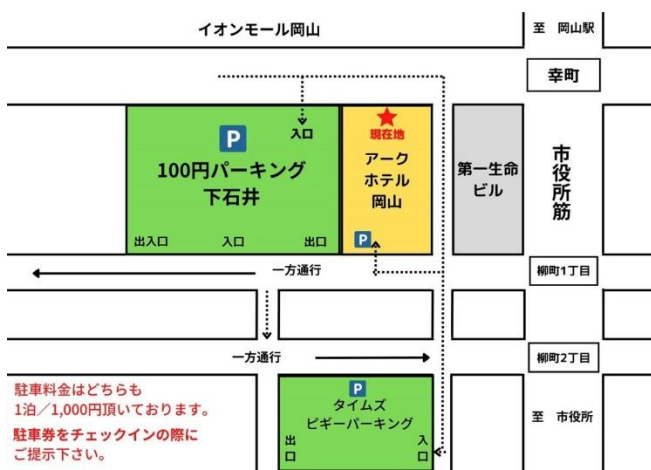 イオンモール岡山
至 岡山駅
幸町
P
入口
100円パーキング
下石井
出入口
入口
出口
現在地
アーク
ホテル
岡山
P
第一生命
ビル
市役所筋
一方通行
柳町1丁目
一方通行
柳町2丁目
駐車料金はどちらも
1泊/1,000円頂いております。
駐車券をチェックインの際に
ご提示下さい。
P
タイムズ
ビギーパーキング
出口
入口
至 市役所